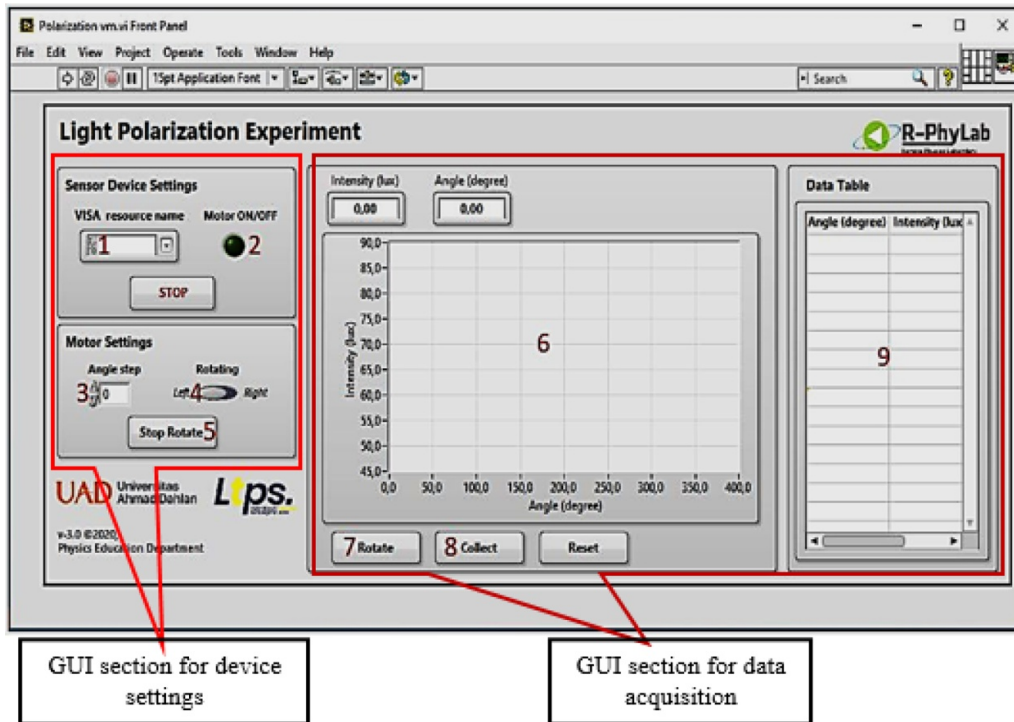 Polarization vm.vi Front Panel
File Edit View Project Operate Tools Window Help
15pt Application Font
Search
Light Polarization Experiment
R-PhyLab
Sensor Device Settings
VISA resource name Motor ON/OFF
1 2
STOP
Motor Settings
Angle step Rotating
3 0 Left 4 Right
Stop Rotate 5
UAD Universitas Ahmad Dahlan
v-3.0 ©2020,
Physics Education Department
Intensity (lux) Angle (degree)
0,00 0,00
Intensity (lux)
90,0
85,0
80,0
75,0
70,0
65,0
60,0
55,0
50,0
45,0
6
0,0 50,0 100,0 150,0 200,0 250,0 300,0 350,0 400,0
Angle (degree)
7 Rotate 8 Collect Reset
Data Table
Angle (degree) Intensity (lux
9
GUI section for device
settings
GUI section for data
acquisition